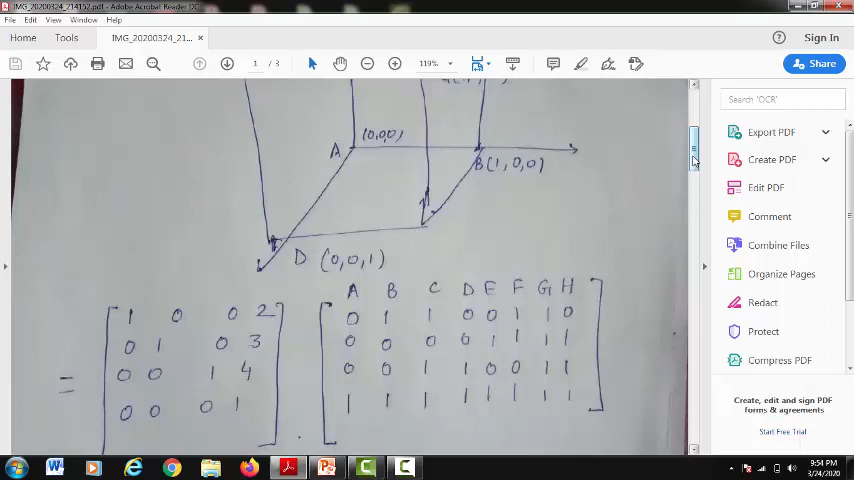 IMG_20200324_214152.pdf - Adobe Acrobat Reader DC
File Edit View Window Help
Home Tools IMG_20200324_21... × Sign In
1 / 3 119% Share
A (0,0,0)
B(1,0,0)
D (0,0,1)
A B C D E F G H
1 0 0 2 0 1 1 0 0 1 1 0
0 1 0 3 0 0 0 0 1 1 1 1
= 0 0 1 4 0 0 1 1 0 0 1 1
0 0 0 1 1 1 1 1 1 1 1 1
Search "OCR"
Export PDF
Create PDF
Edit PDF
Comment
Combine Files
Organize Pages
Redact
Protect
Compress PDF
Create, edit and sign PDF
forms & agreements
Start Free Trial
9:54 PM
3/24/2020